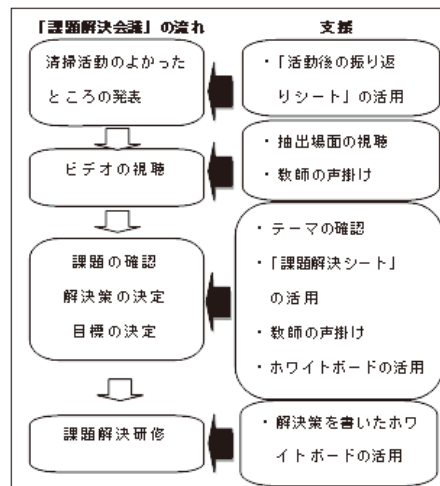 「課題解決会議」の流れ
支援
清掃活動のよかった
ところの発表
・「活動後の振り返
りシート」の活用
ビデオの視聴
・抽出場面の視聴
・教師の声掛け
課題の確認
解決策の決定
目標の決定
・テーマの確認
・「課題解決シート」
の活用
・教師の声掛け
・ホワイトボードの活用
課題解決研修
・解決策を書いたホワ
イトボードの活用